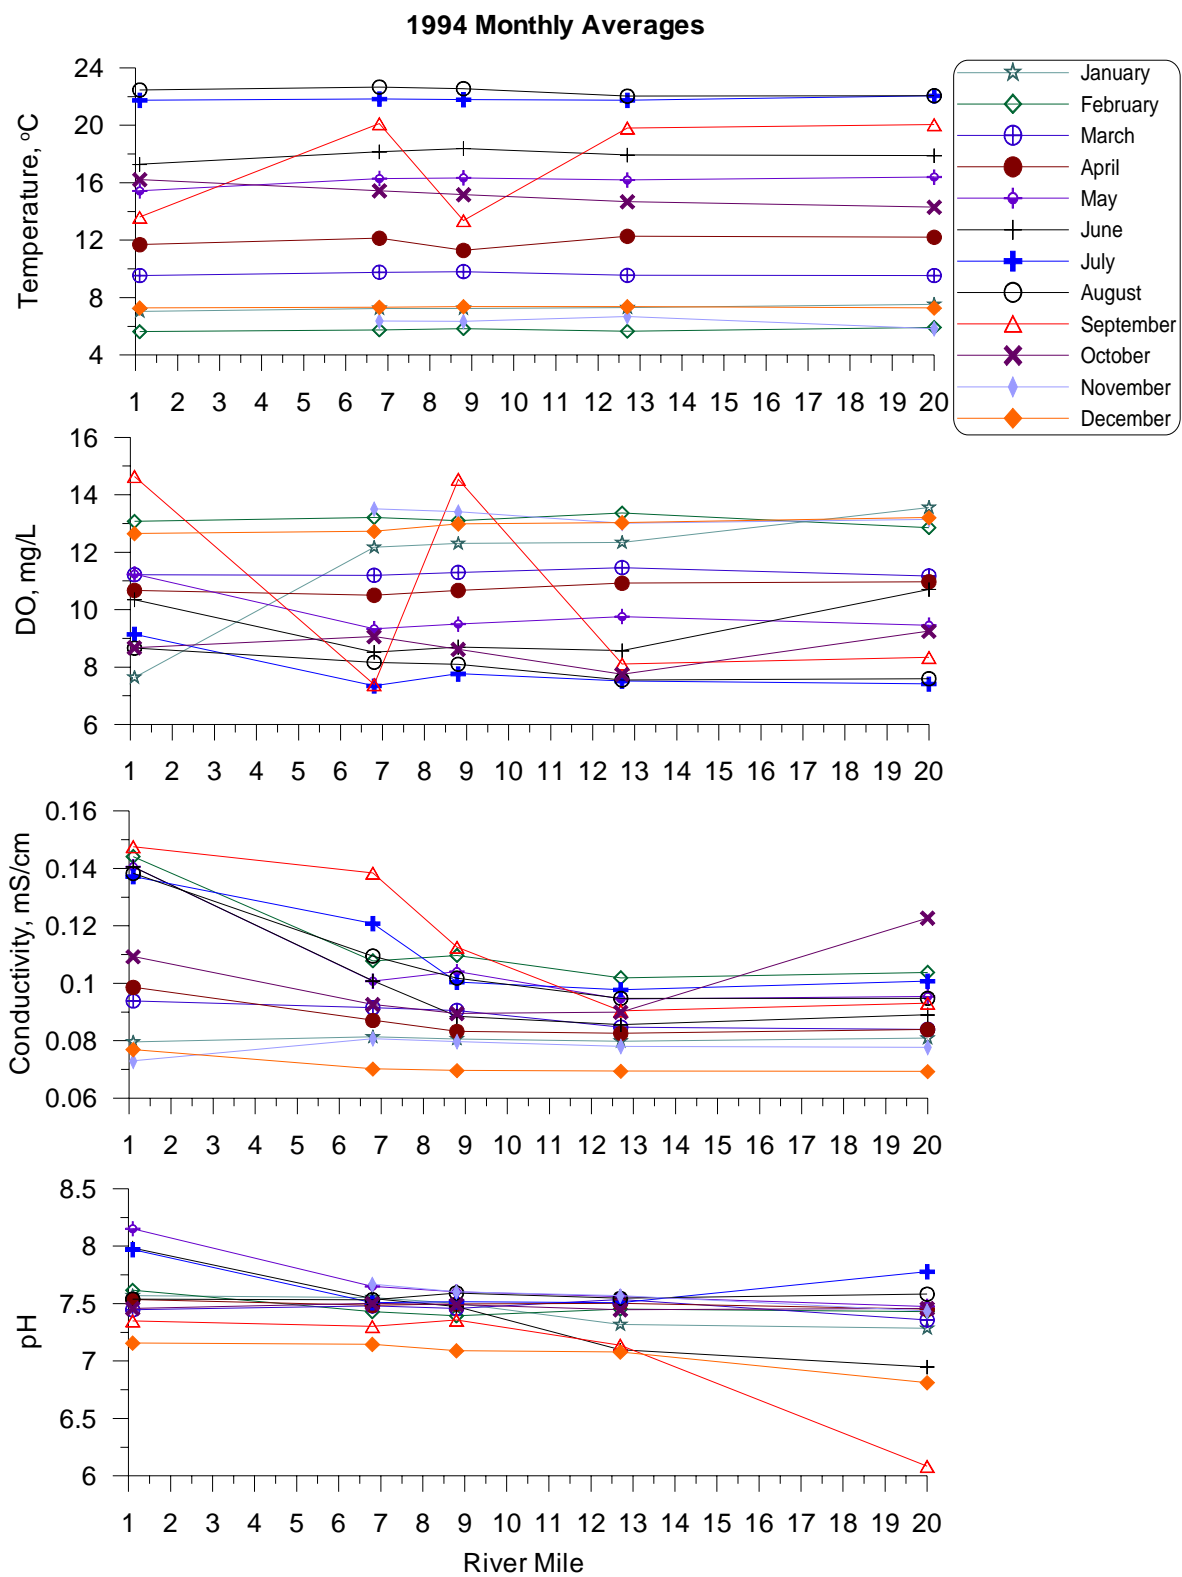 1994 Monthly Averages
24
20
16
12
8
4
Temperature, oC
1 2 3 4 5 6 7 8 9 10 11 12 13 14 15 16 17 18 19 20
January
February
March
April
May
June
July
August
September
October
November
December
16
14
12
10
8
6
DO, mg/L
1 2 3 4 5 6 7 8 9 10 11 12 13 14 15 16 17 18 19 20
0.16
0.14
0.12
0.1
0.08
0.06
Conductivity, mS/cm
1 2 3 4 5 6 7 8 9 10 11 12 13 14 15 16 17 18 19 20
8.5
8
7.5
7
6.5
6
pH
1 2 3 4 5 6 7 8 9 10 11 12 13 14 15 16 17 18 19 20
River Mile